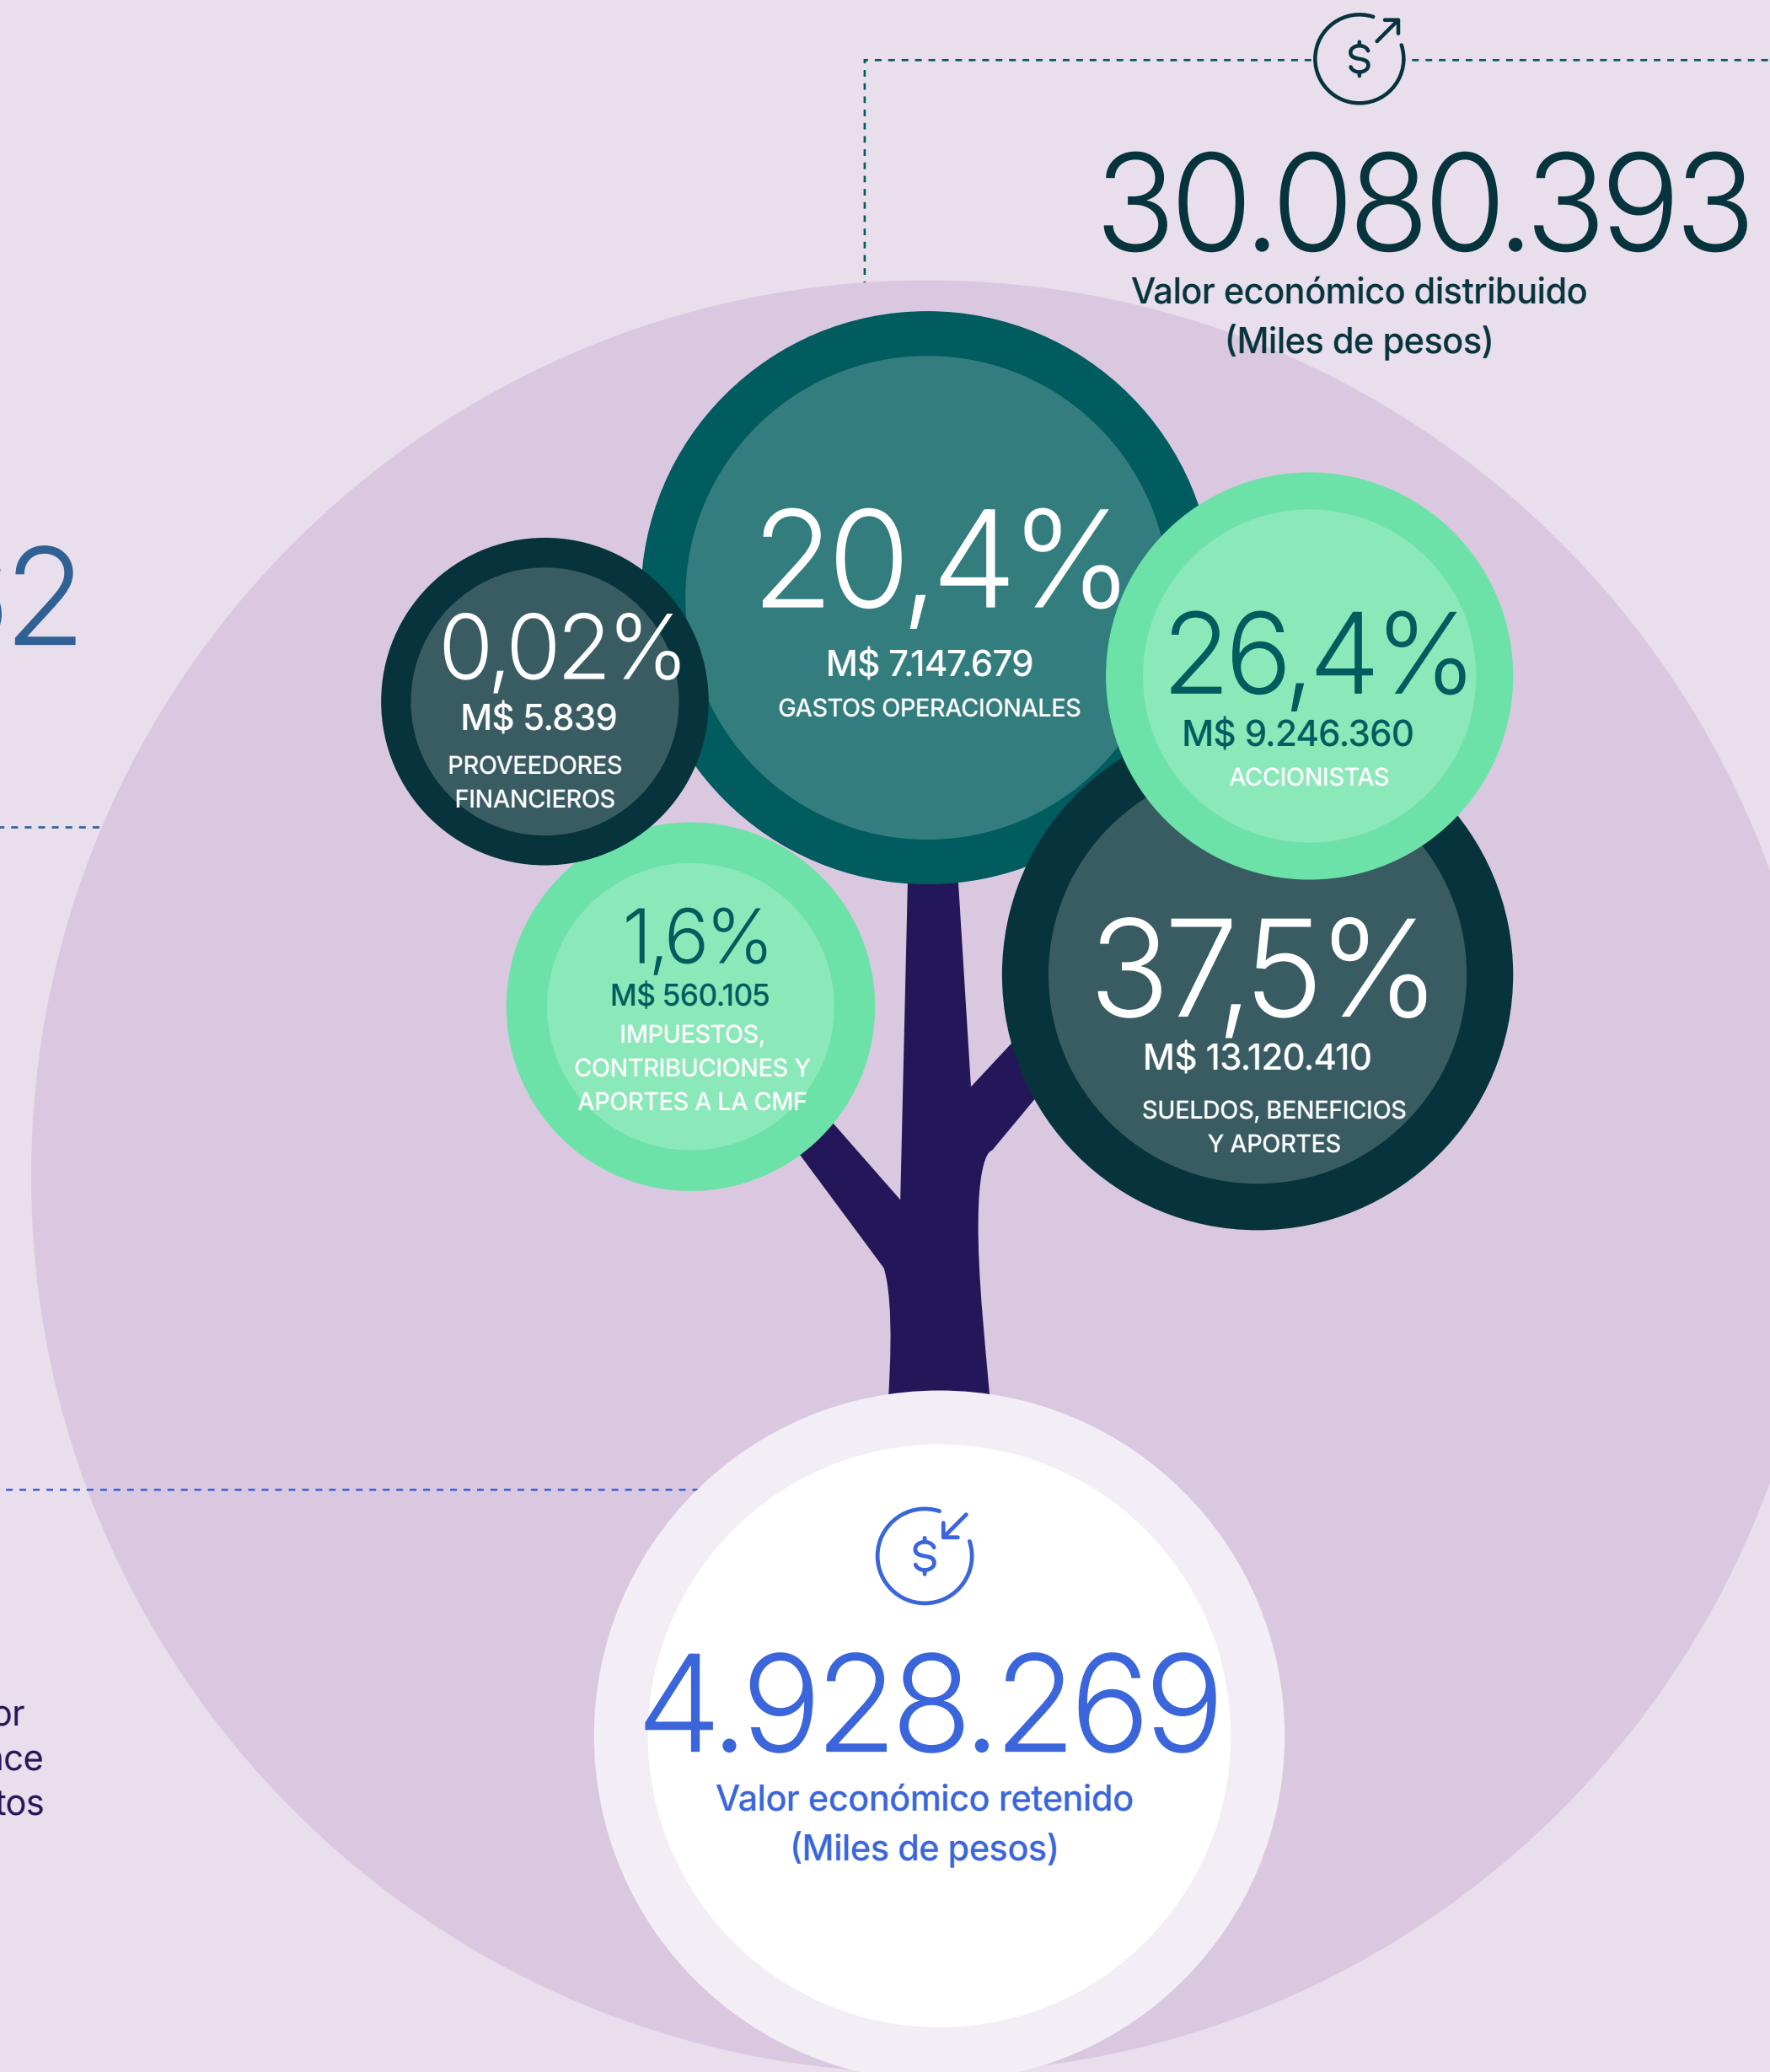 30.080.393
Valor económico distribuido
(Miles de pesos)
20,4%
M$ 7.147.679
GASTOS OPERACIONALES
0,02%
M$ 5.839
PROVEEDORES
FINANCIEROS
26,4%
M$ 9.246.360
ACCIONISTAS
1,6%
M$ 560.105
IMPUESTOS,
CONTRIBUCIONES Y
APORTES A LA CMF
37,5%
M$ 13.120.410
SUELDOS, BENEFICIOS
Y APORTES
4.928.269
Valor económico retenido
(Miles de pesos)